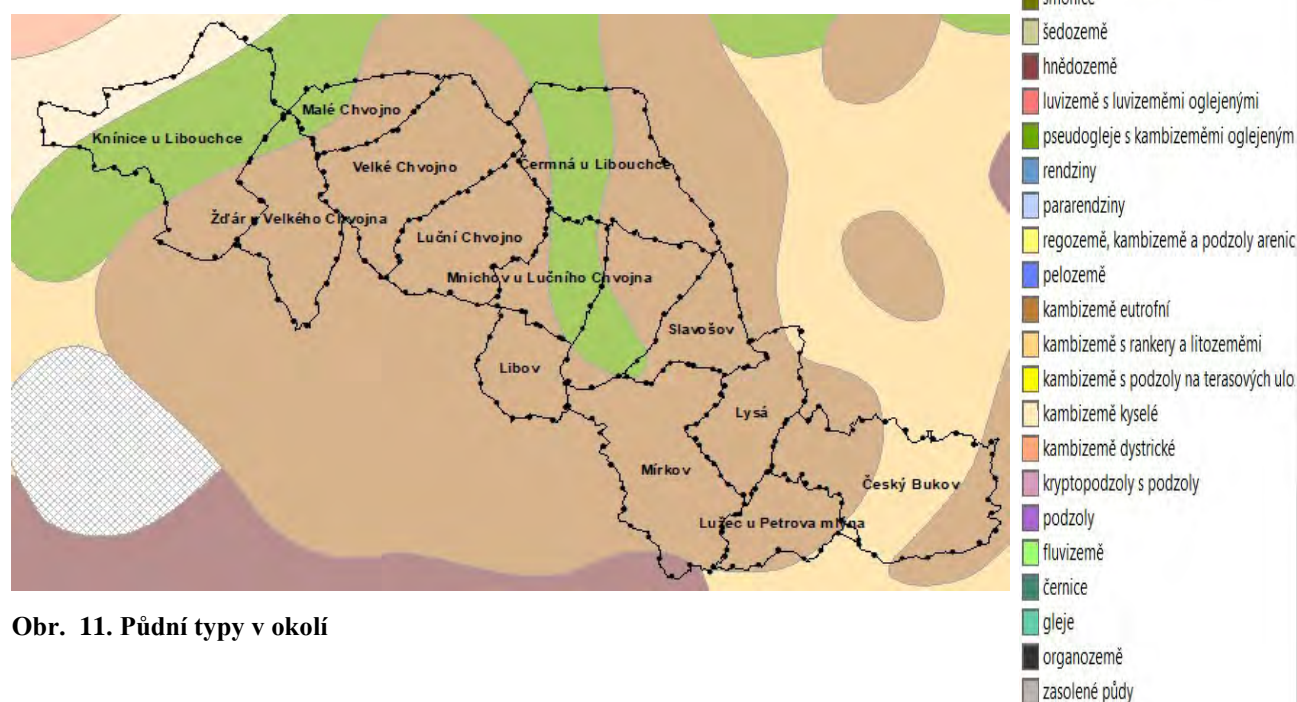 Knínice u Libouchce
Malé Chvojno
Velké Chvojno
Čermná u Libouchce
Žďár u Velkého Chvojna
Luční Chvojno
Mnichov u Lučního Chvojna
Slavošov
Libov
Lysá
Mírkov
Český Bukov
Lužec u Petrova mlýna
Obr. 11. Půdní typy v okolí
smonice
šedozemě
hnědozemě
luvizemě s luvizeměmi oglejenými
pseudogleje s kambizeměmi oglejeným
rendziny
pararendziny
regozemě, kambizemě a podzoly arenic
pelozemě
kambizemě eutrofní
kambizemě s rankery a litozeměmi
kambizemě s podzoly na terasových ulo
kambizemě kyselé
kambizemě dystrické
kryptopodzoly s podzoly
podzoly
fluvizemě
černice
gleje
organozemě
zasolené půdy